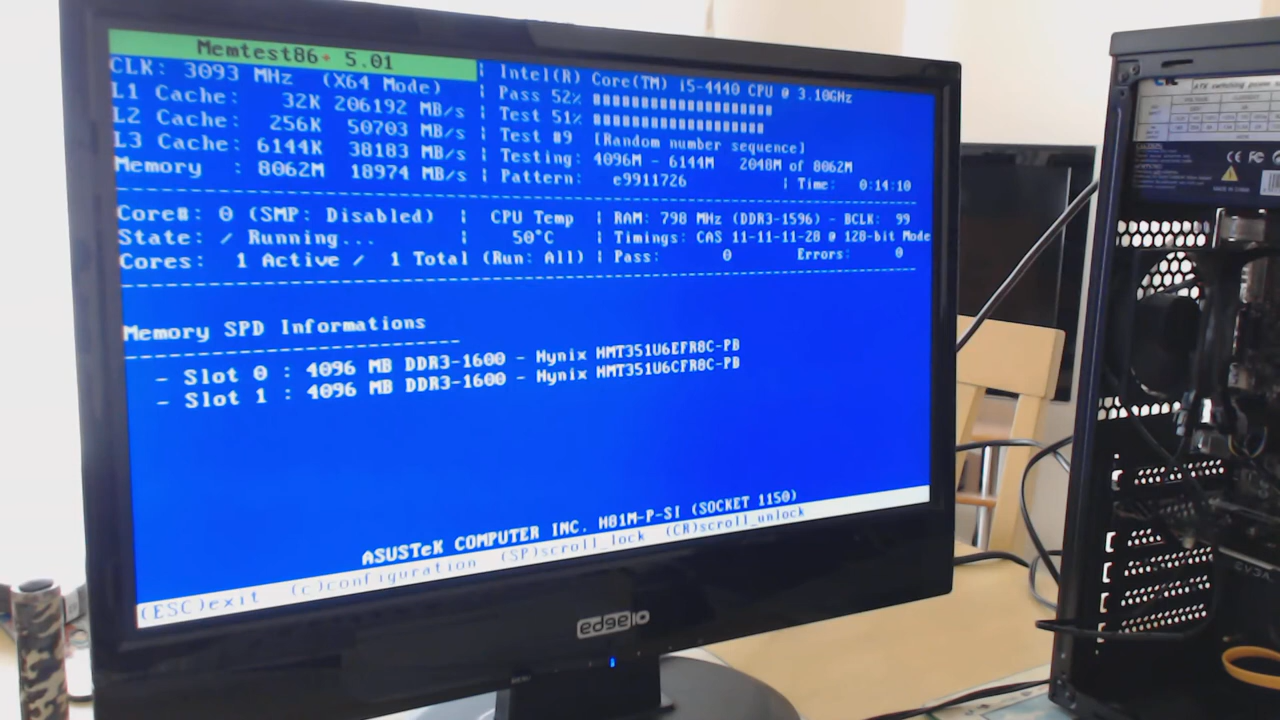 Memtest86+ 5.01 | Intel(R) Core(TM) i5-4440 CPU @ 3.10GHz
CLK: 3093 MHz (X64 Mode) | Pass 52%
L1 Cache: 32K 206192 MB/s | Test 51%
L2 Cache: 256K 50703 MB/s | Test #9 [Random number sequence]
L3 Cache: 6144K 38183 MB/s | Testing: 4096M - 6144M 2048M of 8062M
Memory : 8062M 18974 MB/s | Pattern: e9911726 | Time: 0:14:10
Core#: 0 (SMP: Disabled) | CPU Temp | RAM: 798 MHz (DDR3-1596) - BCLK: 99
State: / Running... | 50°C | Timings: CAS 11-11-11-28 @ 128-bit Mode
Cores: 1 Active / 1 Total (Run: All) | Pass: 0 Errors: 0
Memory SPD Informations
- Slot 0 : 4096 MB DDR3-1600 - Hynix HMT351U6EFR8C-PB
- Slot 1 : 4096 MB DDR3-1600 - Hynix HMT351U6CFR8C-PB
ASUSTeK COMPUTER INC. H81M-P-SI (SOCKET 1150)
(ESC)exit (c)configuration (SP)scroll_lock (CR)scroll_unlock
edge10
ATX switching power
CE FC
EVGA